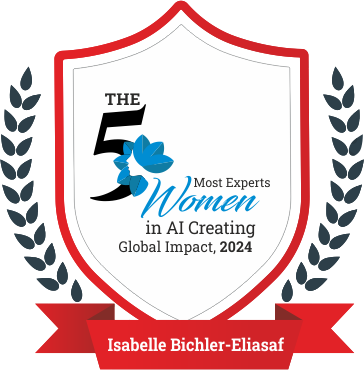 THE
5
Most Experts
Women
in AI Creating
Global Impact, 2024
Isabelle Bichler-Eliasaf